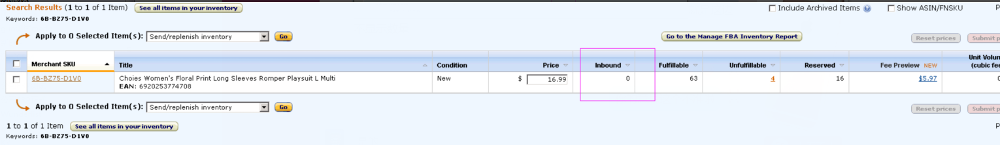 Search Results (1 to 1 of 1 Item) See all items in your inventory Include Archived Items Show ASIN/FNSKU
Keywords: 6B-BZ75-D1V0
Apply to 0 Selected Item(s): Send/replenish inventory Go Go to the Manage FBA Inventory Report Reset prices Submit p
Merchant SKU Title Condition Price Inbound Fulfillable Unfulfillable Reserved Fee Preview NEW Unit Volum (cubic fee
6B-BZ75-D1V0 Choies Women's Floral Print Long Sleeves Romper Playsuit L Multi New $ 16.99 0 63 4 16 $5.97
EAN: 6920253774708
Apply to 0 Selected Item(s): Send/replenish inventory Go Reset prices Submit p
1 to 1 of 1 Item See all items in your inventory
Keywords: 6B-BZ75-D1V0